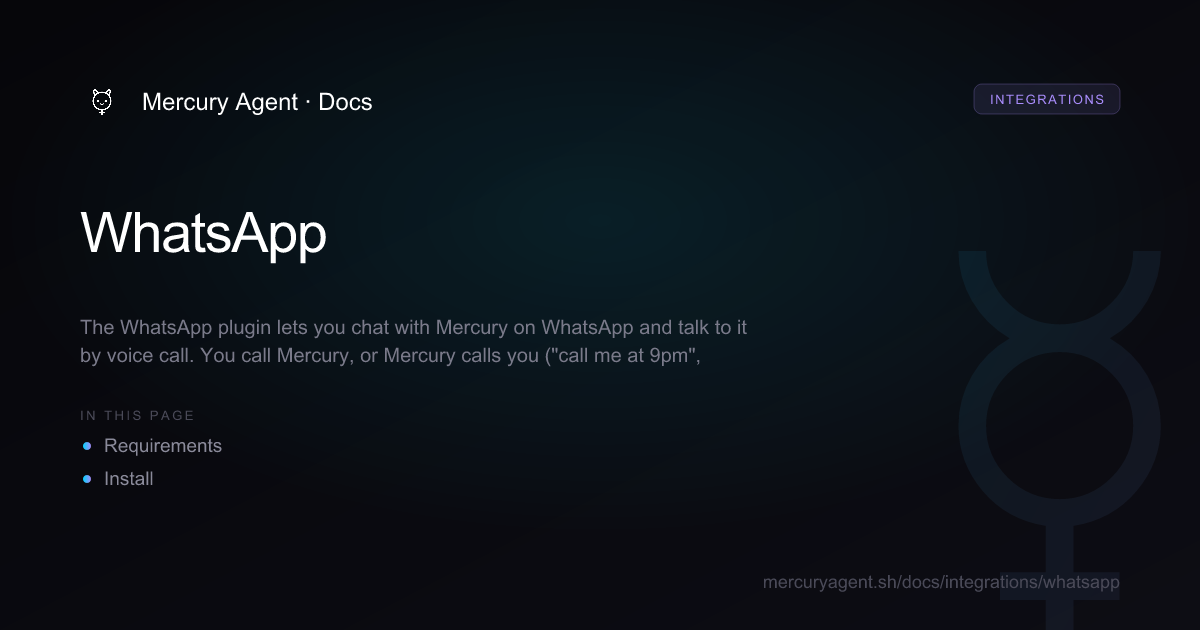 Mercury Agent · Docs
INTEGRATIONS
WhatsApp
The WhatsApp plugin lets you chat with Mercury on WhatsApp and talk to it
by voice call. You call Mercury, or Mercury calls you ("call me at 9pm",
IN THIS PAGE
Requirements
Install
mercuryagent.sh/docs/integrations/whatsapp